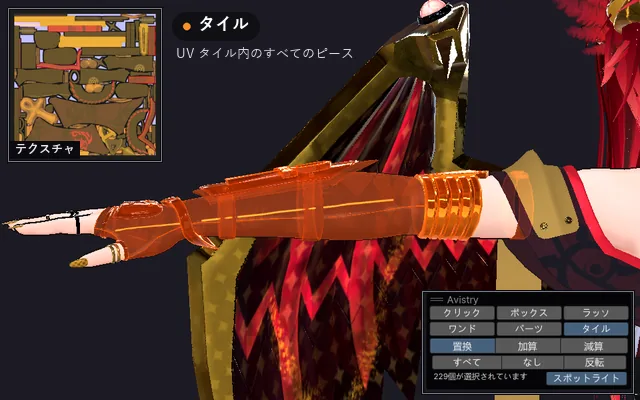 タイル
UV タイル内のすべてのピース
テクスチャ
Avistry
クリック ボックス ラッソ
ワンド パーツ タイル
置換 加算 減算
すべて なし 反転
229個が選択されています スポットライト